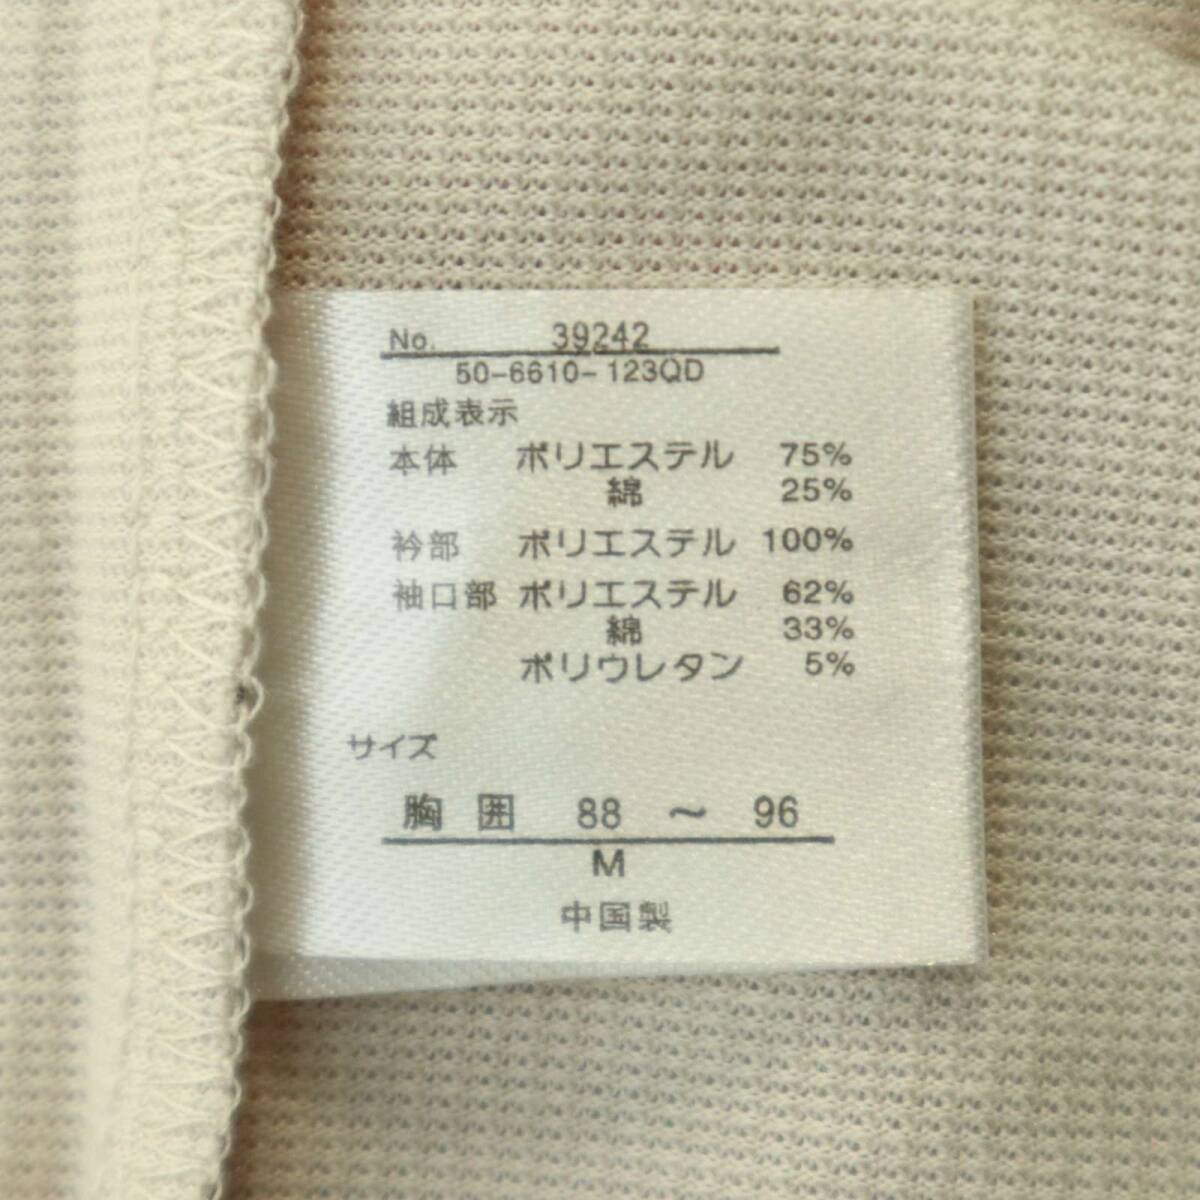 No. 39242
50-6610-123QD
組成表示
本体 ポリエステル 75%
綿 25%
衿部 ポリエステル 100%
袖口部 ポリエステル 62%
綿 33%
ポリウレタン 5%
サイズ
胸囲 88 ～ 96
M
中国製